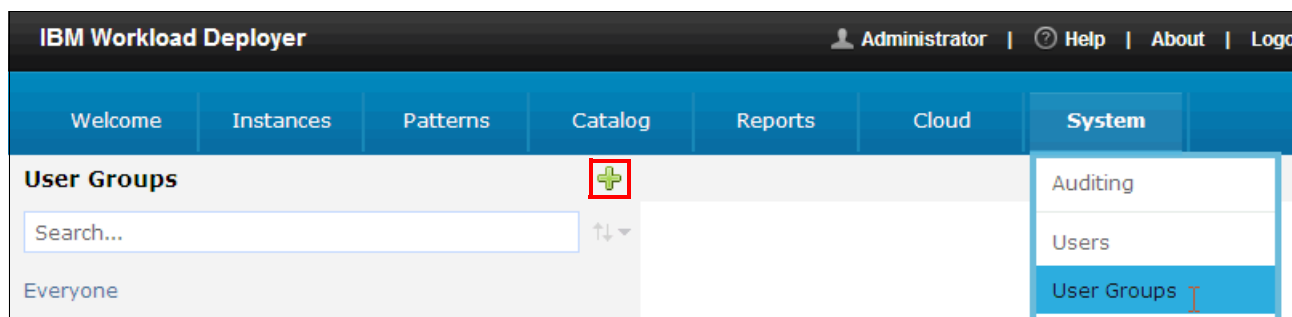 IBM Workload Deployer Administrator | Help | About |
Welcome Instances Patterns Catalog Reports Cloud System
User Groups
Auditing
Search...
Users
Everyone
User Groups